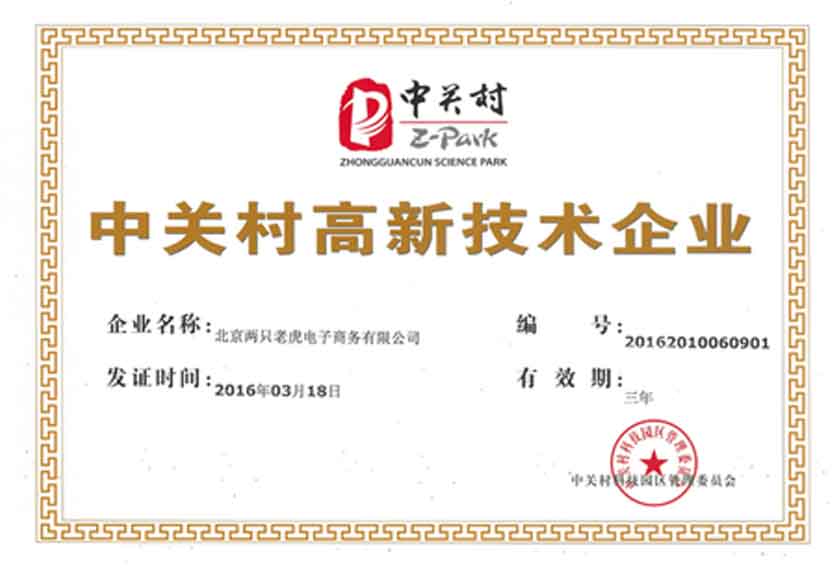 中关村
Z-Park
ZHONGGUANCUN SCIENCE PARK
中关村高新技术企业
企业名称:北京两只老虎电子商务有限公司
编 号:20162010060901
发证时间:2016年03月18日
有 效 期:三年
中关村科技园区管理委员会
中关村科技园区管理委员会